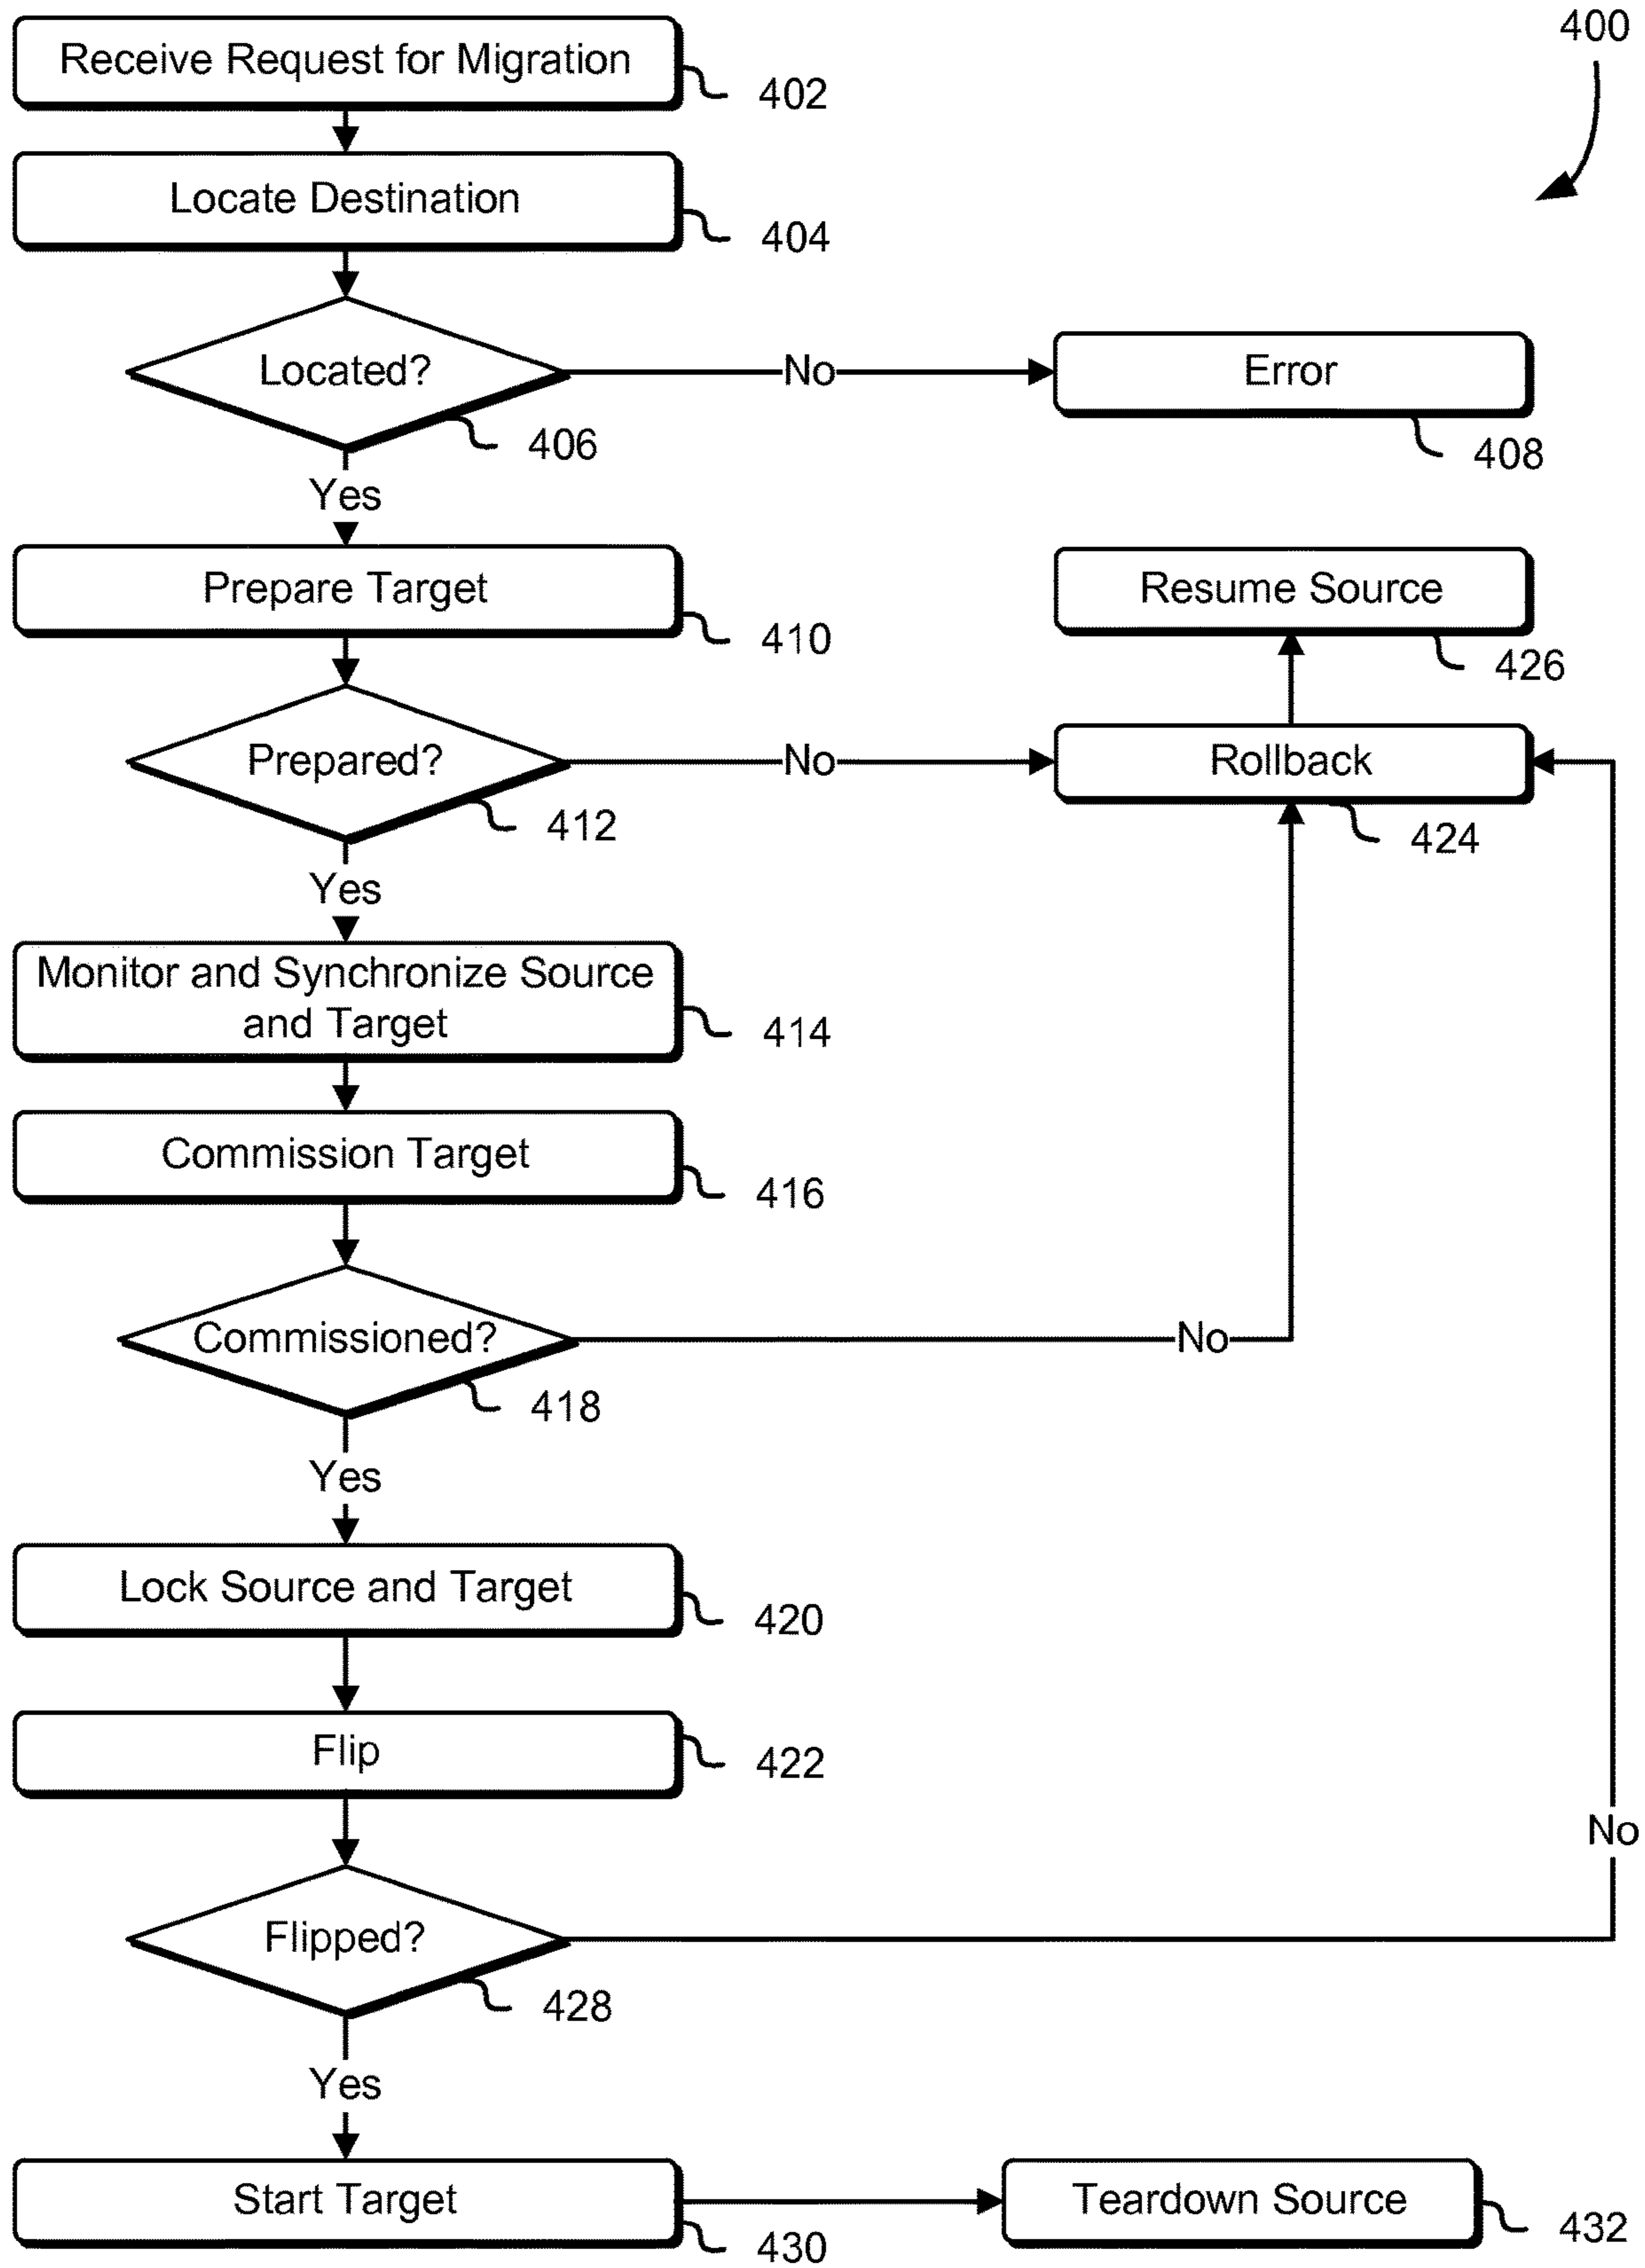 400
Receive Request for Migration
402
Locate Destination
404
Located?
No
Error
406
408
Yes
Prepare Target
410
Resume Source
426
Prepared?
No
Rollback
412
424
Yes
Monitor and Synchronize Source
and Target
414
Commission Target
416
Commissioned?
No
418
Yes
Lock Source and Target
420
Flip
422
No
Flipped?
428
Yes
Start Target
430
Teardown Source
432